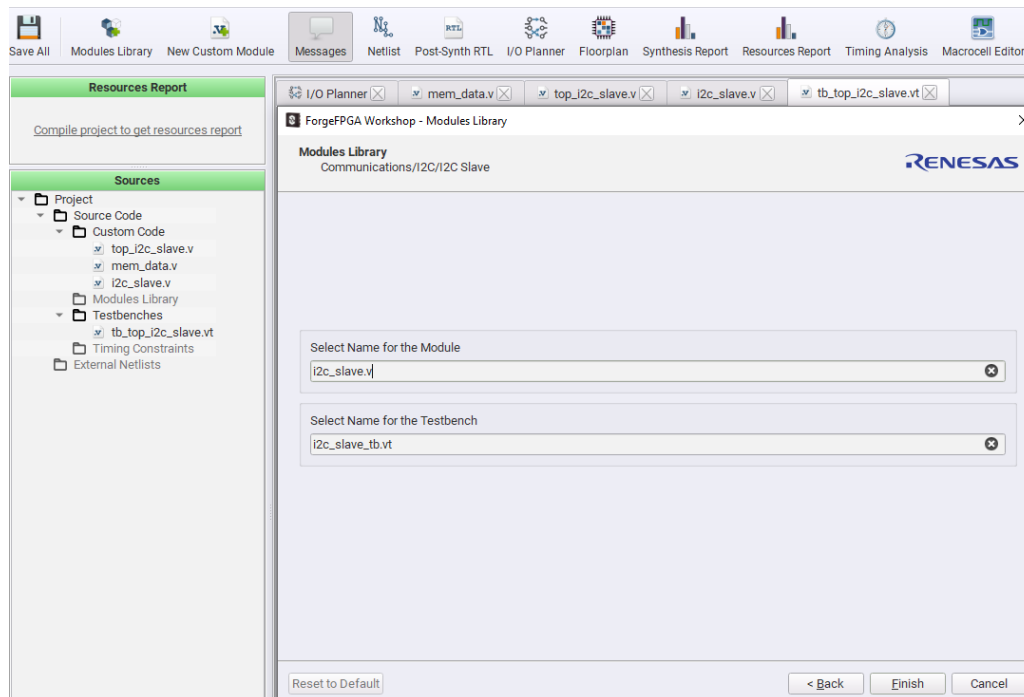 Save All Modules Library New Custom Module Messages Netlist Post-Synth RTL I/O Planner Floorplan Synthesis Report Resources Report Timing Analysis Macrocell Editor
RTL
Resources Report
Compile project to get resources report
Sources
Project
Source Code
Custom Code
top_i2c_slave.v
mem_data.v
i2c_slave.v
Modules Library
Testbenches
tb_top_i2c_slave.vt
Timing Constraints
External Netlists
I/O Planner mem_data.v top_i2c_slave.v i2c_slave.v tb_top_i2c_slave.vt
ForgeFPGA Workshop - Modules Library
Modules Library
Communications/I2C/I2C Slave
RENESAS
Select Name for the Module
i2c_slave.v
Select Name for the Testbench
i2c_slave_tb.vt
Reset to Default < Back Finish Cancel